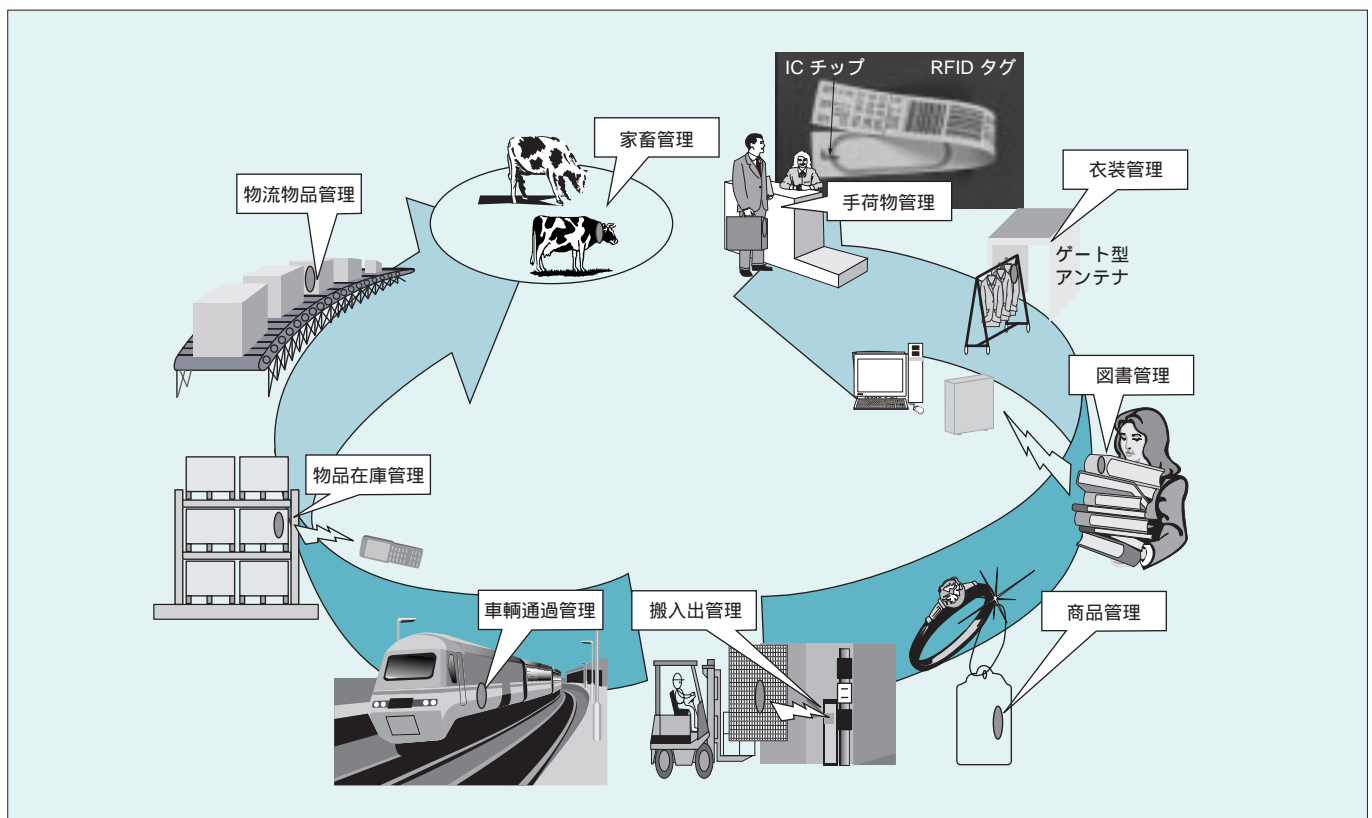 IC チップ
RFID タグ
家畜管理
手荷物管理
衣装管理
物流物品管理
ゲート型
アンテナ
図書管理
物品在庫管理
車輌通過管理
搬入出管理
商品管理